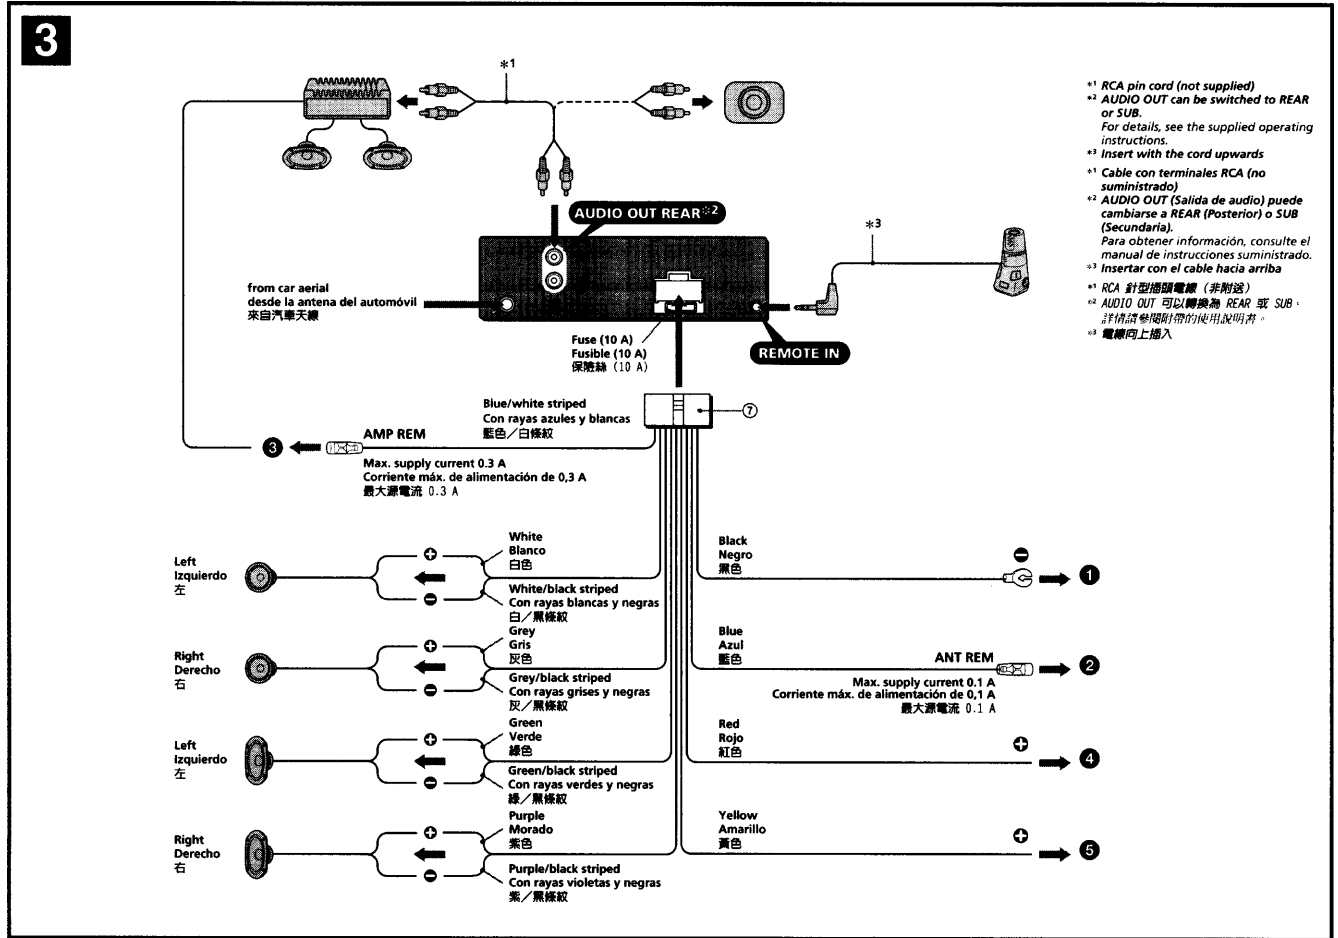 3
*1
*1 RCA pin cord (not supplied)
*2 AUDIO OUT can be switched to REAR
or SUB.
For details, see the supplied operating
instructions.
*3 Insert with the cord upwards
*1 Cable con terminales RCA (no
suministrado)
*2 AUDIO OUT (Salida de audio) puede
cambiarse a REAR (Posterior) o SUB
(Secundaria).
Para obtener información, consulte el
manual de instrucciones suministrado.
*3 Insertar con el cable hacia arriba
*1 RCA 針型插頭電線（非附送）
*2 AUDIO OUT 可以轉換為 REAR 或 SUB。
詳情請參閱附帶的使用說明書。
*3 電線向上插入
AUDIO OUT REAR*2
*3
from car aerial
desde la antena del automóvil
來自汽車天線
Fuse (10 A)
Fusible (10 A)
保險絲 (10 A)
REMOTE IN
Blue/white striped
Con rayas azules y blancas
藍色／白條紋
⑦
❸
AMP REM
Max. supply current 0.3 A
Corriente máx. de alimentación de 0,3 A
最大源電流 0.3 A
Left
Izquierdo
左
+
−
White
Blanco
白色
White/black striped
Con rayas blancas y negras
白／黑條紋
Black
Negro
黑色
−
❶
Right
Derecho
右
+
−
Grey
Gris
灰色
Grey/black striped
Con rayas grises y negras
灰／黑條紋
Blue
Azul
藍色
ANT REM
❷
Max. supply current 0.1 A
Corriente máx. de alimentación de 0,1 A
最大源電流 0.1 A
Left
Izquierdo
左
+
−
Green
Verde
綠色
Green/black striped
Con rayas verdes y negras
綠／黑條紋
Red
Rojo
紅色
+
❹
Right
Derecho
右
+
−
Purple
Morado
紫色
Purple/black striped
Con rayas violetas y negras
紫／黑條紋
Yellow
Amarillo
黃色
+
❺